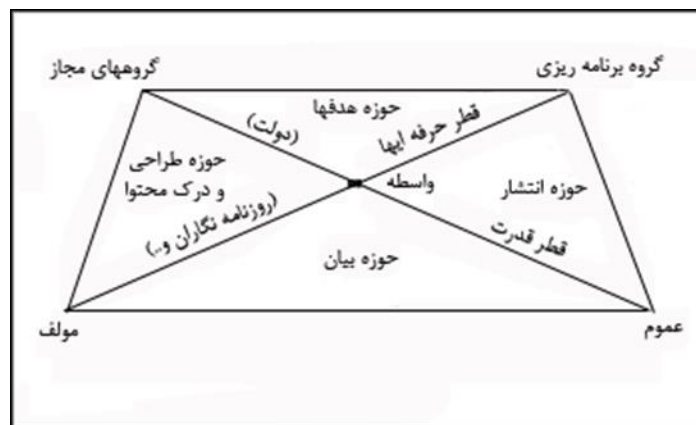 گروه برنامه ریزی
گروههای مجاز
حوزه هدفها
قطر حرفه ایها
(دولت)
حوزه طراحی
و درک محتوا
واسطه
حوزه انتشار
(روزنامه نگاران و..)
قطر قدرت
حوزه بیان
عموم
مولف